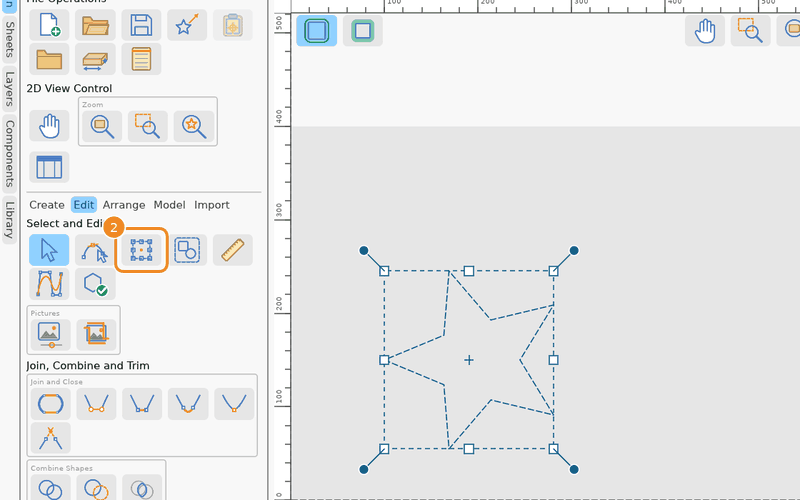 File Operations
Sheets
Layers
Components
Library
2D View Control
Zoom
Create Edit Arrange Model Import
Select and Edi
2
Pictures
Join, Combine and Trim
Join and Close
Combine Shapes
100 200 300 400 500
500
400
300
200
100
0